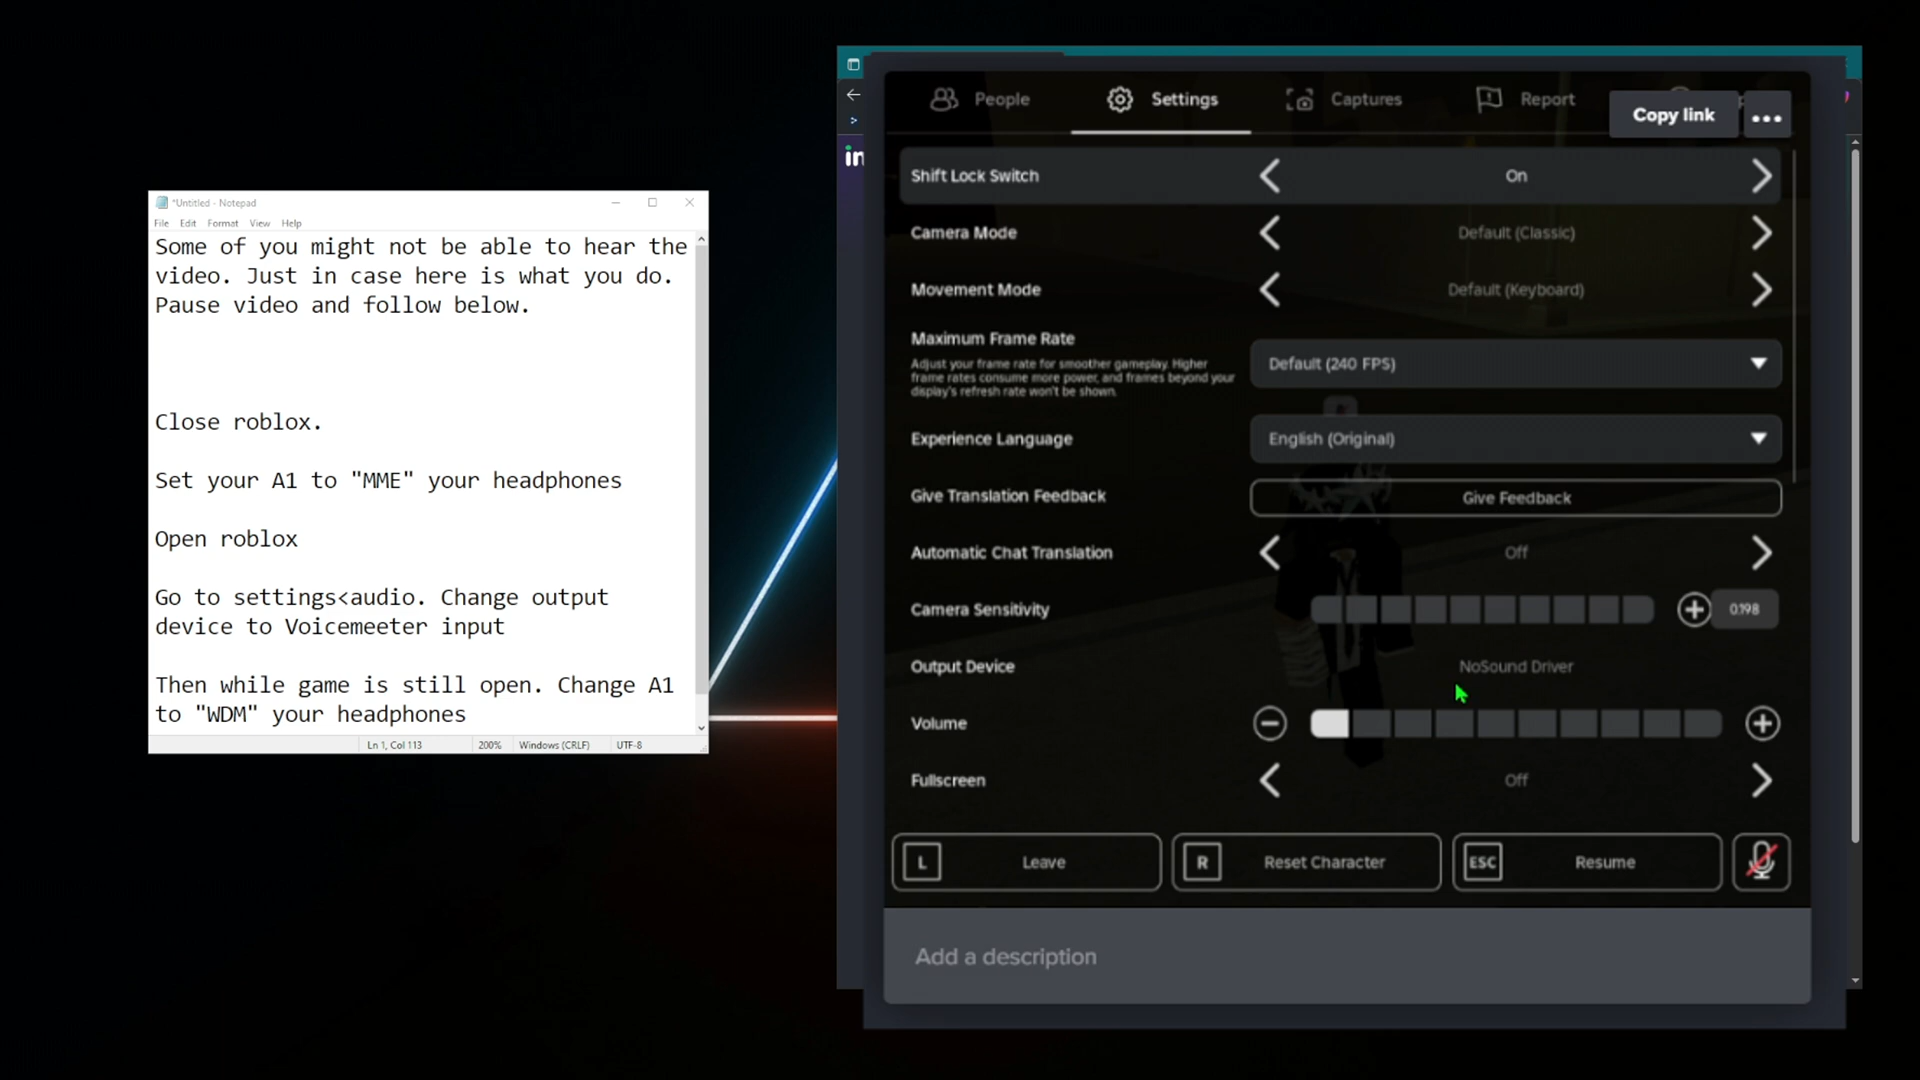 *Untitled - Notepad
File Edit Format View Help
Some of you might not be able to hear the
video. Just in case here is what you do.
Pause video and follow below.
Close roblox.
Set your A1 to "MME" your headphones
Open roblox
Go to settings<audio. Change output
device to Voicemeeter input
Then while game is still open. Change A1
to "WDM" your headphones
Ln 1, Col 113
200%
Windows (CRLF)
UTF-8
in
People
Settings
Captures
Report
Copy link
Shift Lock Switch
On
Camera Mode
Default (Classic)
Movement Mode
Default (Keyboard)
Maximum Frame Rate
Adjust your frame rate for smoother gameplay. Higher
frame rates consume more power, and frames beyond your
display's refresh rate won't be shown.
Default (240 FPS)
Experience Language
English (Original)
Give Translation Feedback
Give Feedback
Automatic Chat Translation
Off
Camera Sensitivity
0.198
Output Device
NoSound Driver
Volume
Fullscreen
Off
L
Leave
R
Reset Character
ESC
Resume
Add a description